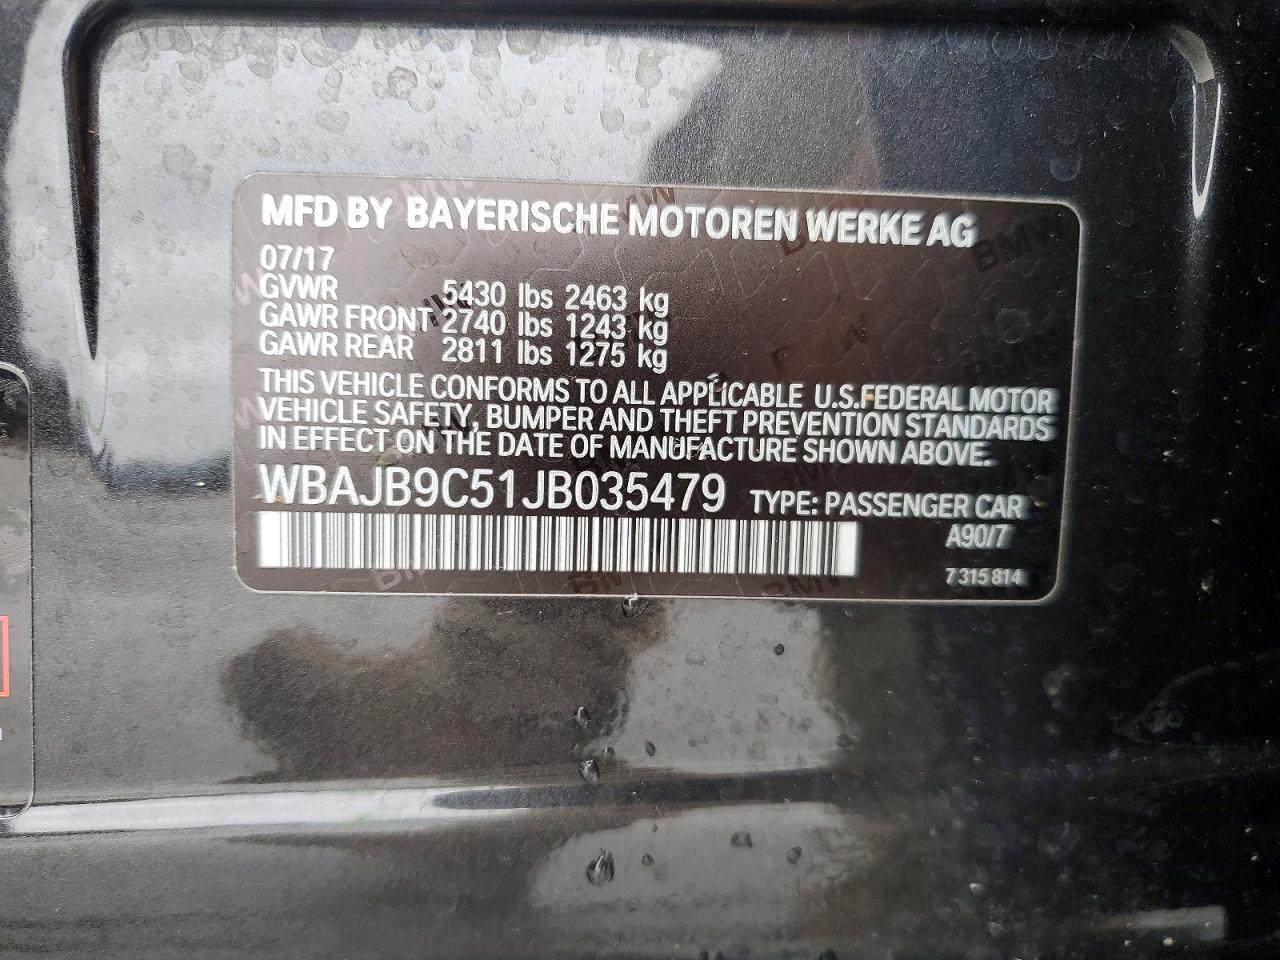 MFD BY BAYERISCHE MOTOREN WERKE AG
07/17
GVWR 5430 lbs 2463 kg
GAWR FRONT 2740 lbs 1243 kg
GAWR REAR 2811 lbs 1275 kg
THIS VEHICLE CONFORMS TO ALL APPLICABLE U.S.FEDERAL MOTOR
VEHICLE SAFETY, BUMPER AND THEFT PREVENTION STANDARDS
IN EFFECT ON THE DATE OF MANUFACTURE SHOWN ABOVE.
WBAJB9C51JB035479 TYPE: PASSENGER CAR
A90/7
7 315 814